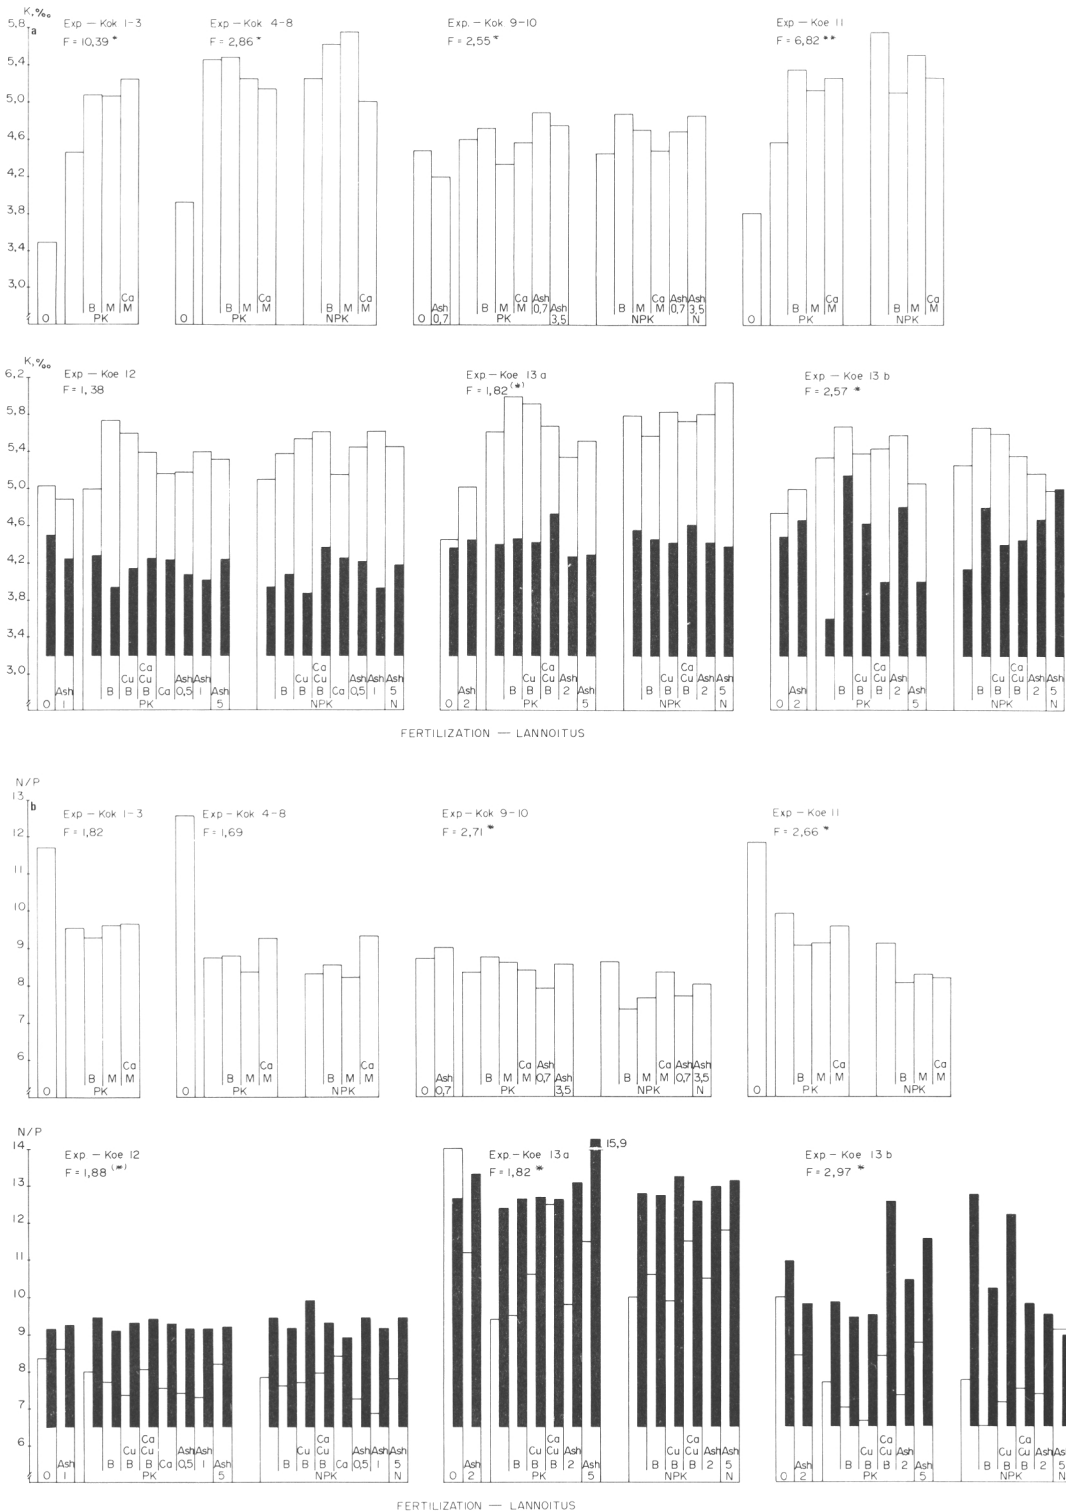 K,‰
a
Exp – Kok 1-3
F = 10,39 *
Exp – Kok 4-8
F = 2,86 *
Exp. – Kok 9-10
F = 2,55 *
Exp – Koe 11
F = 6,82 **
5,8
5,4
5,0
4,6
4,2
3,8
3,4
3,0
0 B M Ca M
PK
0 B M Ca M B M Ca M
PK NPK
0 Ash 0,7 B M Ca M Ash 0,7 Ash 3,5 B M Ca M Ash 0,7 Ash 3,5 N
PK NPK
0 B M Ca M B M Ca M
PK NPK
K,‰
Exp – Koe 12
F = 1,38
Exp – Koe 13 a
F = 1,82 (*)
Exp – Koe 13 b
F = 2,57 *
6,2
5,8
5,4
5,0
4,6
4,2
3,8
3,4
3,0
0 Ash 1 B Cu B Ca Cu B Ca Ash 0,5 Ash 1 Ash 5 B Cu B Ca Cu B Ca Ash 0,5 Ash 1 Ash 5 N
PK NPK
0 Ash 2 B Cu B Ca Cu B Ash 2 Ash 5 B Cu B Ca Cu B Ash 2 Ash 5 N
PK NPK
0 Ash 2 B Cu B Ca Cu B Ash 2 Ash 5 B Cu B Ca Cu B Ash 2 Ash 5 N
PK NPK
FERTILIZATION — LANNOITUS
N/P
b
Exp – Kok 1-3
F = 1,82
Exp – Kok 4-8
F = 1,69
Exp – Kok 9-10
F = 2,71 *
Exp – Koe 11
F = 2,66 *
13
12
11
10
9
8
7
6
0 B M Ca M
PK
0 B M Ca M B M Ca M
PK NPK
0 Ash 0,7 B M Ca M Ash 0,7 Ash 3,5 B M Ca M Ash 0,7 Ash 3,5 N
PK NPK
0 B M Ca M B M Ca M
PK NPK
N/P
Exp – Koe 12
F = 1,88 (*)
Exp. – Koe 13 a
F = 1,82 *
15,9
Exp – Koe 13 b
F = 2,97 *
14
13
12
11
10
9
8
7
6
0 Ash 1 B Cu B Ca Cu B Ca Ash 0,5 Ash 1 Ash 5 B Cu B Ca Cu B Ca Ash 0,5 Ash 1 Ash 5 N
PK NPK
0 Ash 2 B Cu B Ca Cu B Ash 2 Ash 5 B Cu B Ca Cu B Ash 2 Ash 5 N
PK NPK
0 Ash 2 B Cu B Ca Cu B Ash 2 Ash 5 B Cu B Ca Cu B Ash 2 Ash 5 N
PK NPK
FERTILIZATION — LANNOITUS